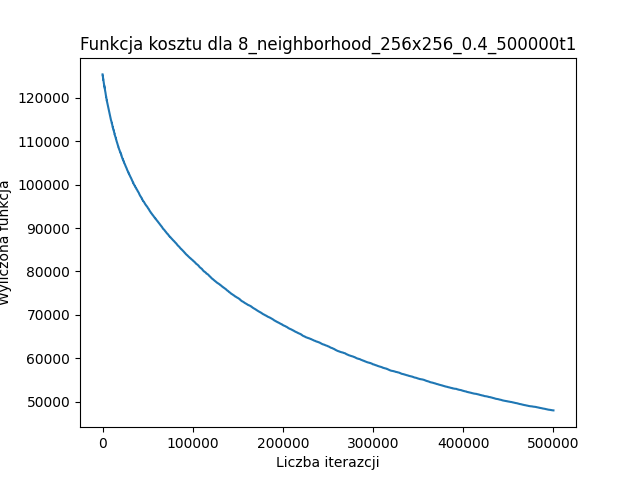 Funkcja kosztu dla 8_neighborhood_256x256_0.4_500000t1
120000
110000
100000
90000
80000
70000
60000
50000
Wyliczona funkcja
0 100000 200000 300000 400000 500000
Liczba iterazcji